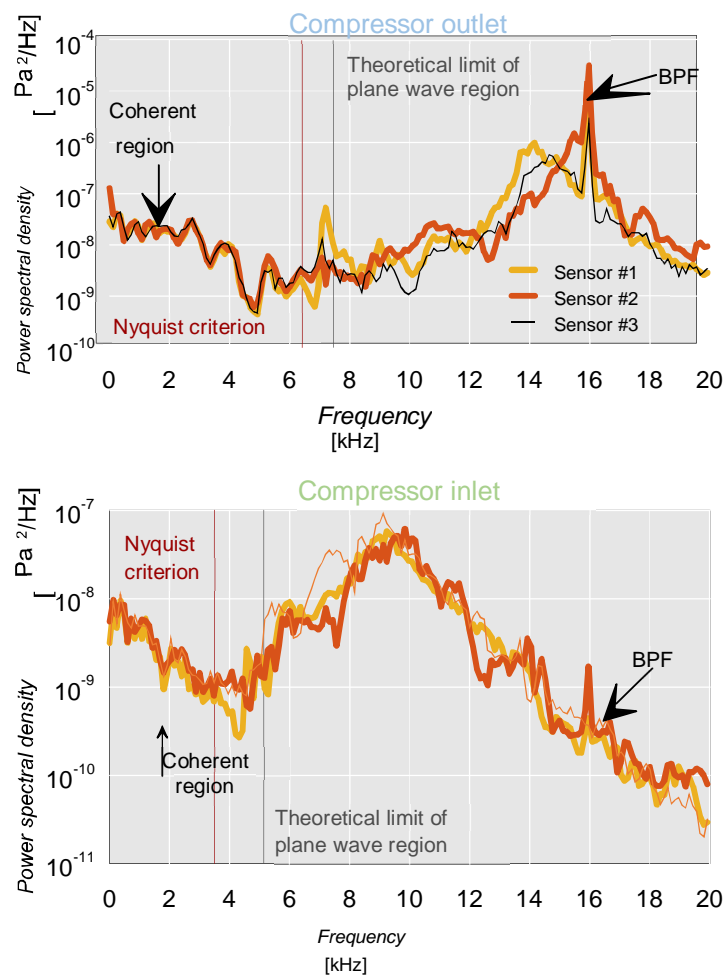 Compressor outlet
[ Pa 2/Hz]
Power spectral density
10-4
10-5
10-6
10-7
10-8
10-9
10-10
Theoretical limit of
plane wave region
BPF
Coherent
region
Sensor #1
Sensor #2
Sensor #3
Nyquist criterion
0 2 4 6 8 10 12 14 16 18 20
Frequency
[kHz]
Compressor inlet
[ Pa 2/Hz]
Power spectral density
10-7
10-8
10-9
10-10
10-11
Nyquist
criterion
BPF
Coherent
region
Theoretical limit of
plane wave region
0 2 4 6 8 10 12 14 16 18 20
Frequency
[kHz]